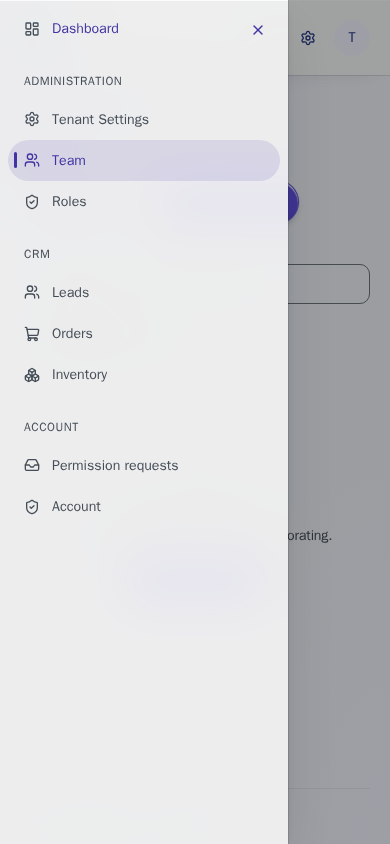 Dashboard
T
ADMINISTRATION
Tenant Settings
Team
Roles
CRM
Leads
Orders
Inventory
ACCOUNT
Permission requests
Account
orating.